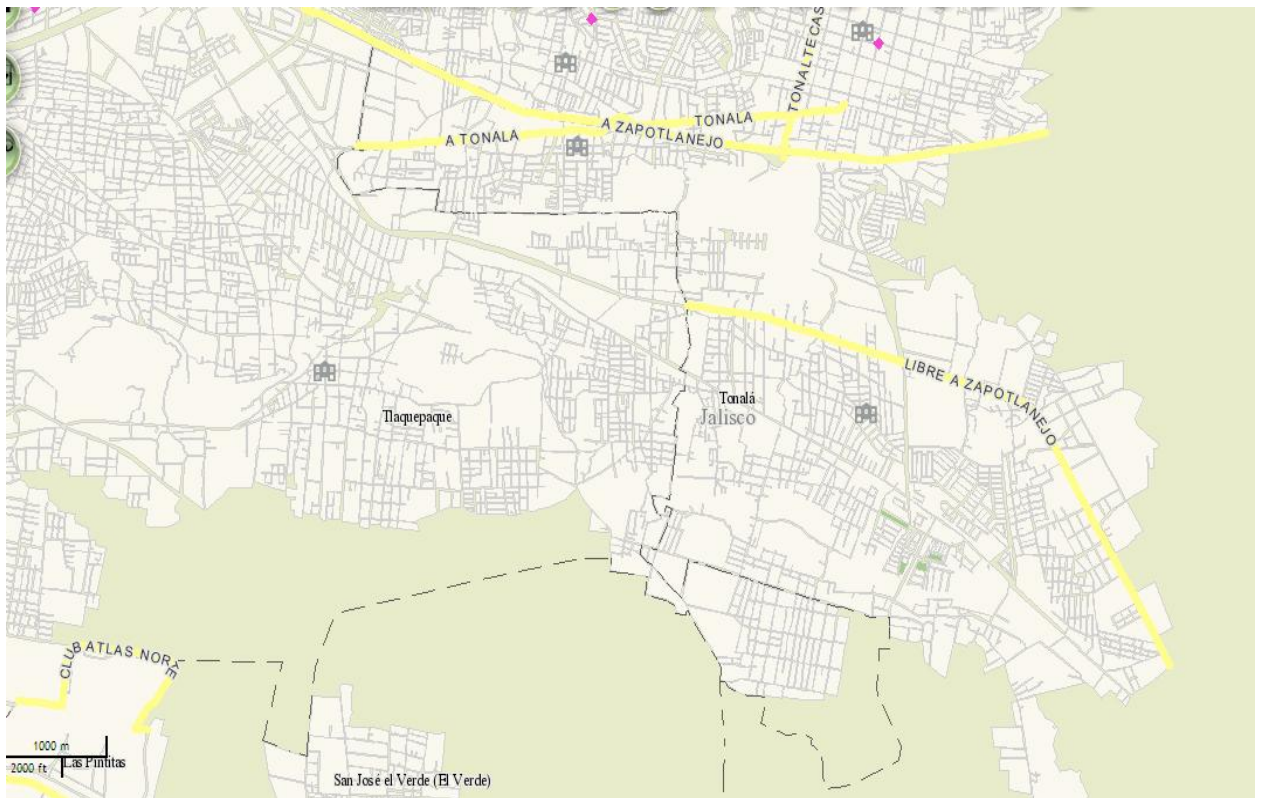 TONALTECAS
TONALA
A ZAPOTLANEJO
A TONALA
LIBRE A ZAPOTLANEJO
Tonalá
Jalisco
Tlaquepaque
CLUB ATLAS NORTE
1000 m
2000 ft
Las Pintitas
San José el Verde (El Verde)